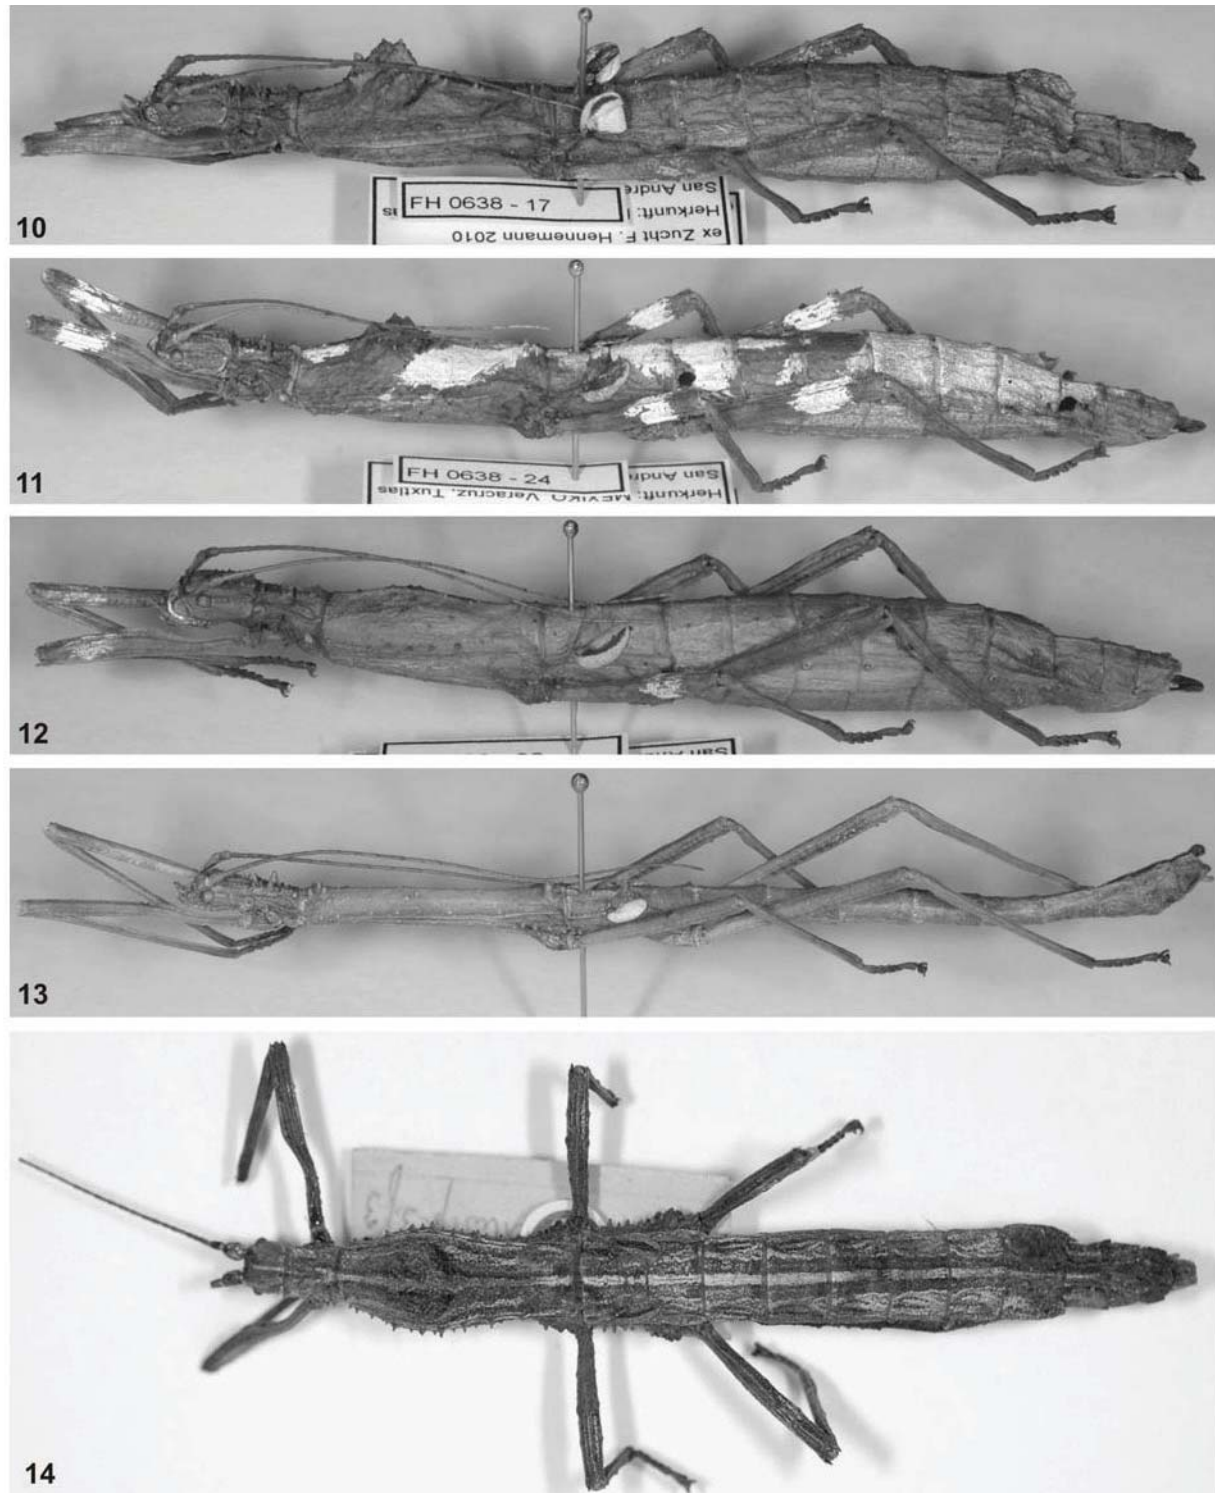 FH 0638 - 17
San Andre
Herkunft:
ex Zucht F. Hennemann 2010
10
FH 0638 - 24
San Andre
Herkunft: MEXIKO, Veracruz, Tuxtlas
11
12
13
14